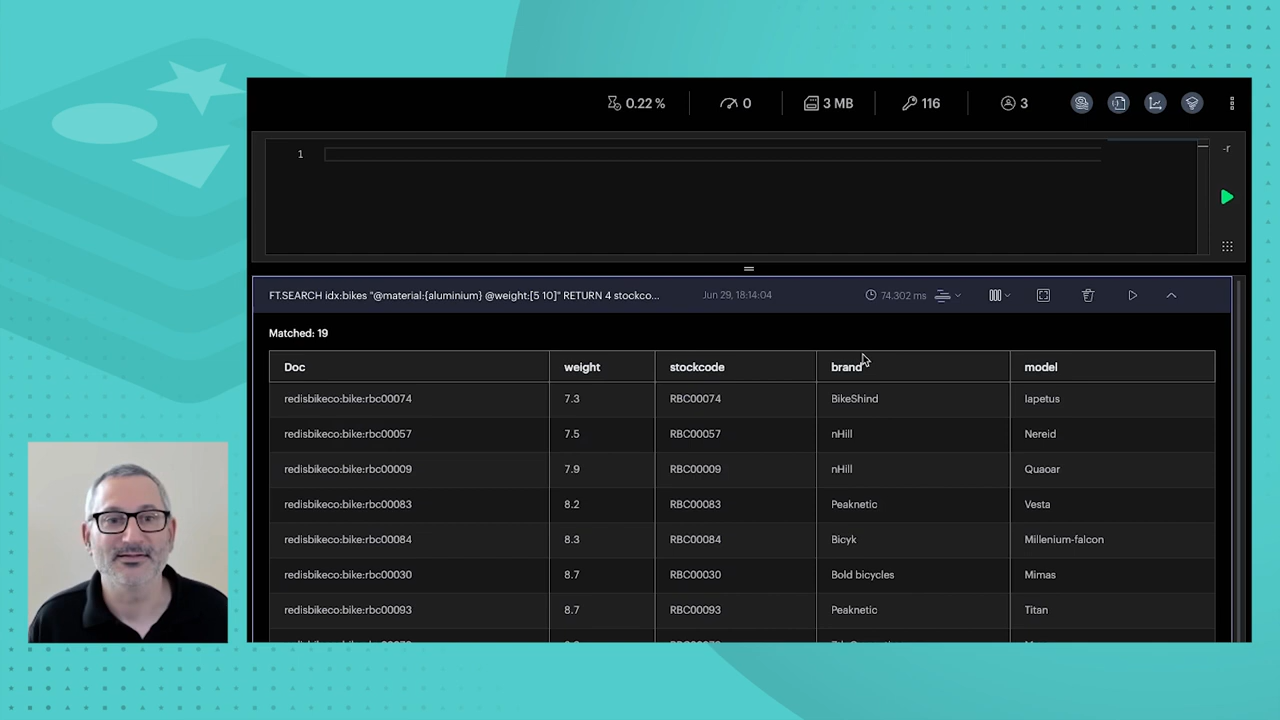 0.22 %
0
3 MB
116
3
1
-r
FT.SEARCH idx:bikes "@material:{aluminium} @weight:[5 10]" RETURN 4 stockco...
Jun 29, 18:14:04
74.302 ms
Matched: 19
Doc weight stockcode brand model
redisbikeco:bike:rbc00074 7.3 RBC00074 BikeShind Iapetus
redisbikeco:bike:rbc00057 7.5 RBC00057 nHill Nereid
redisbikeco:bike:rbc00009 7.9 RBC00009 nHill Quaoar
redisbikeco:bike:rbc00083 8.2 RBC00083 Peaknetic Vesta
redisbikeco:bike:rbc00084 8.3 RBC00084 Bicyk Millenium-falcon
redisbikeco:bike:rbc00030 8.7 RBC00030 Bold bicycles Mimas
redisbikeco:bike:rbc00093 8.7 RBC00093 Peaknetic Titan